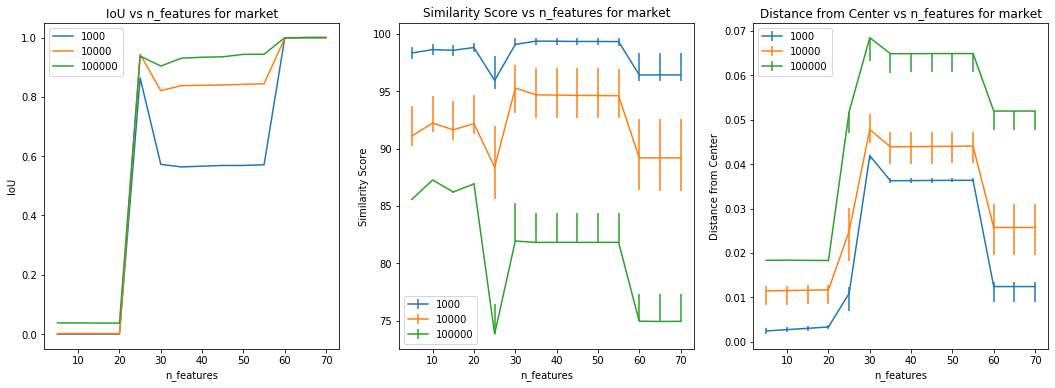 IoU vs n_features for market
1.0
0.8
0.6
0.4
0.2
0.0
IoU
1000
10000
100000
10 20 30 40 50 60 70
n_features
Similarity Score vs n_features for market
100
95
90
85
80
75
Similarity Score
1000
10000
100000
10 20 30 40 50 60 70
n_features
Distance from Center vs n_features for market
0.07
0.06
0.05
0.04
0.03
0.02
0.01
0.00
Distance from Center
1000
10000
100000
10 20 30 40 50 60 70
n_features